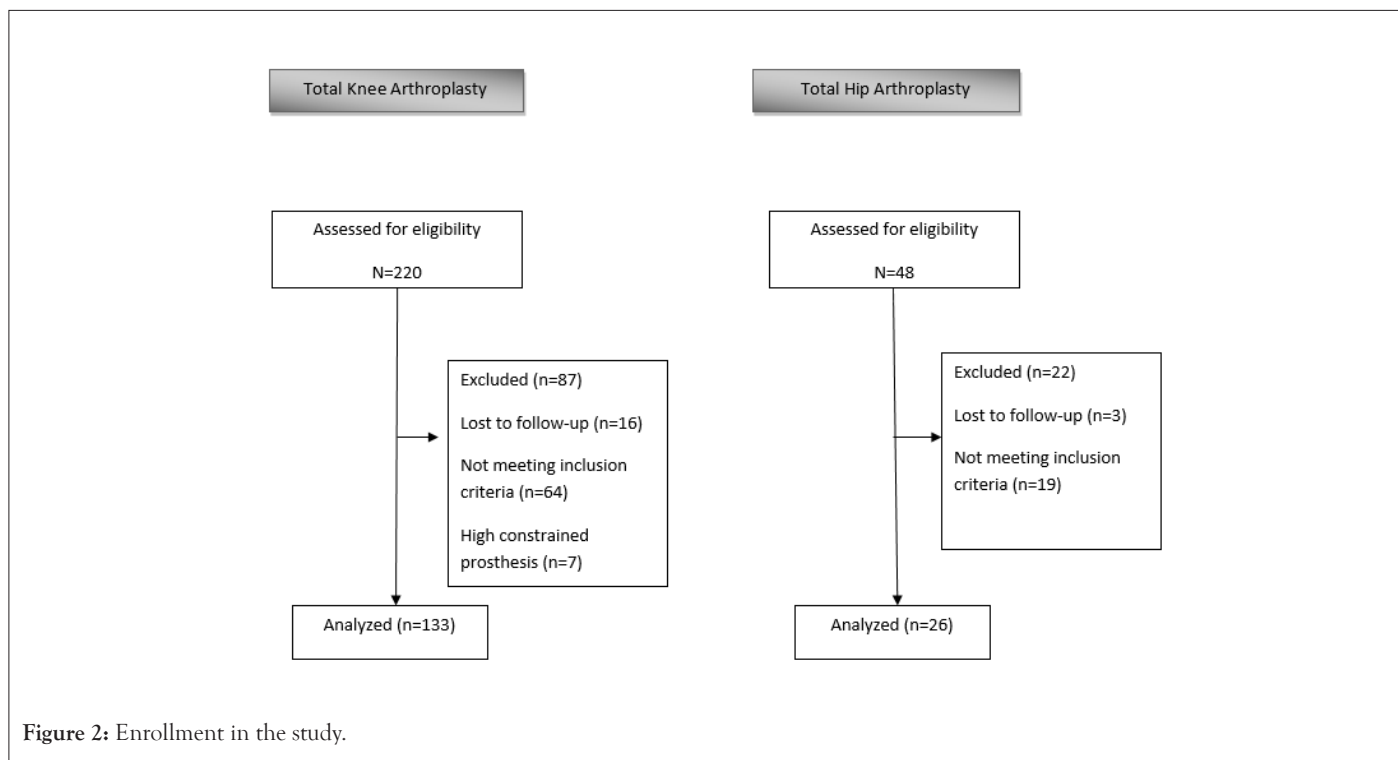 Total Knee Arthroplasty
Assessed for eligibility
N=220
Excluded (n=87)
Lost to follow-up (n=16)
Not meeting inclusion
criteria (n=64)
High constrained
prosthesis (n=7)
Analyzed (n=133)
Total Hip Arthroplasty
Assessed for eligibility
N=48
Excluded (n=22)
Lost to follow-up (n=3)
Not meeting inclusion
criteria (n=19)
Analyzed (n=26)
Figure 2: Enrollment in the study.